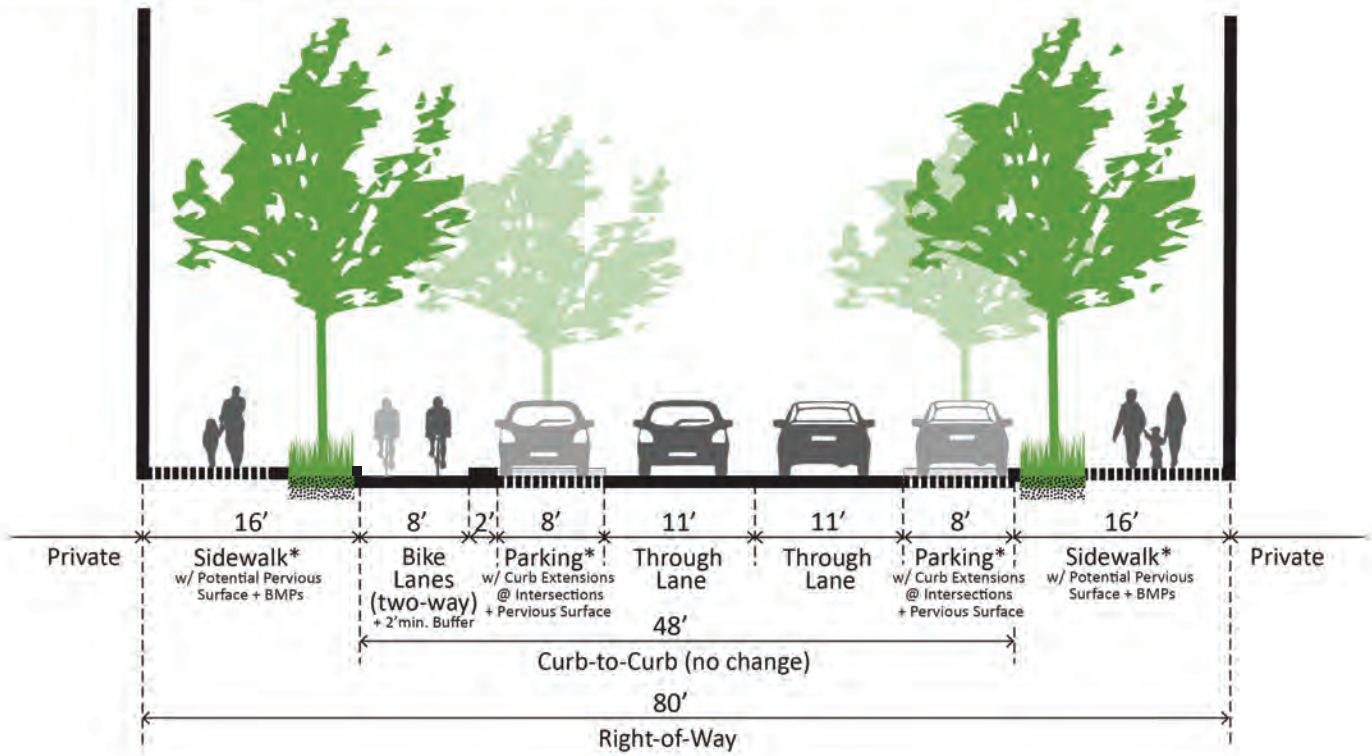 16’ 8’ 2’ 8’ 11’ 11’ 8’ 16’
Private Sidewalk* Bike Parking* Through Through Parking* Sidewalk* Private
w/ Potential Pervious Lanes w/ Curb Extensions Lane Lane w/ Curb Extensions w/ Potential Pervious
Surface + BMPs (two-way) @ Intersections @ Intersections Surface + BMPs
+ 2’min. Buffer + Pervious Surface + Pervious Surface
48’
Curb-to-Curb (no change)
80’
Right-of-Way